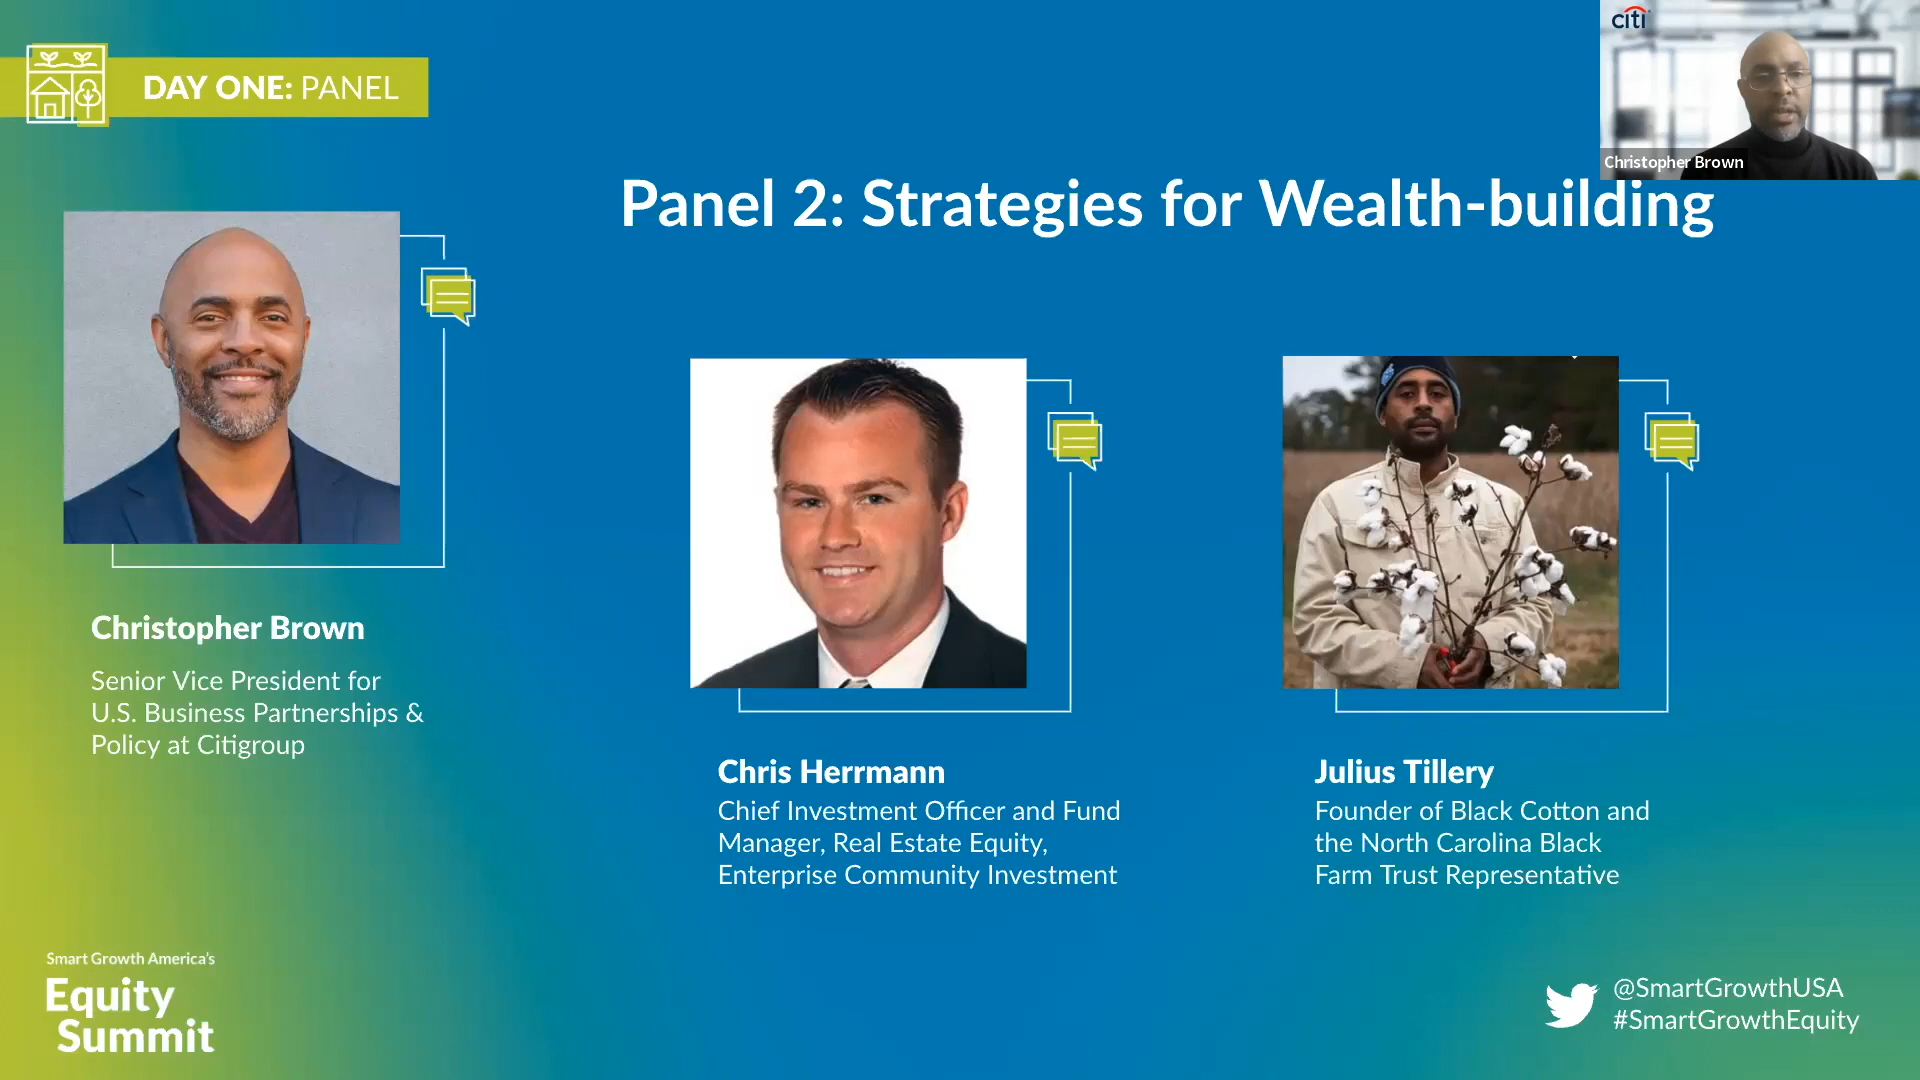 DAY ONE: PANEL
citi
Christopher Brown
Panel 2: Strategies for Wealth-building
Christopher Brown
Senior Vice President for
U.S. Business Partnerships &
Policy at Citigroup
Chris Herrmann
Chief Investment Officer and Fund
Manager, Real Estate Equity,
Enterprise Community Investment
Julius Tillery
Founder of Black Cotton and
the North Carolina Black
Farm Trust Representative
Smart Growth America's
Equity
Summit
@SmartGrowthUSA
#SmartGrowthEquity